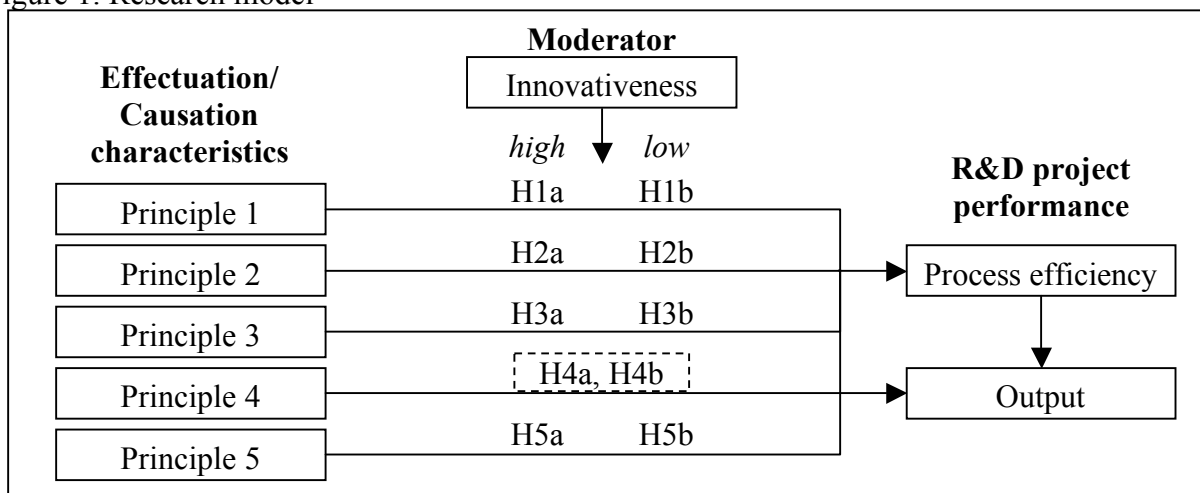 Figure 1: Research model
Moderator
Innovativeness
Effectuation/
Causation
characteristics
high low
R&D project
performance
Principle 1 H1a H1b
Principle 2 H2a H2b Process efficiency
Principle 3 H3a H3b
Principle 4 H4a, H4b Output
Principle 5 H5a H5b